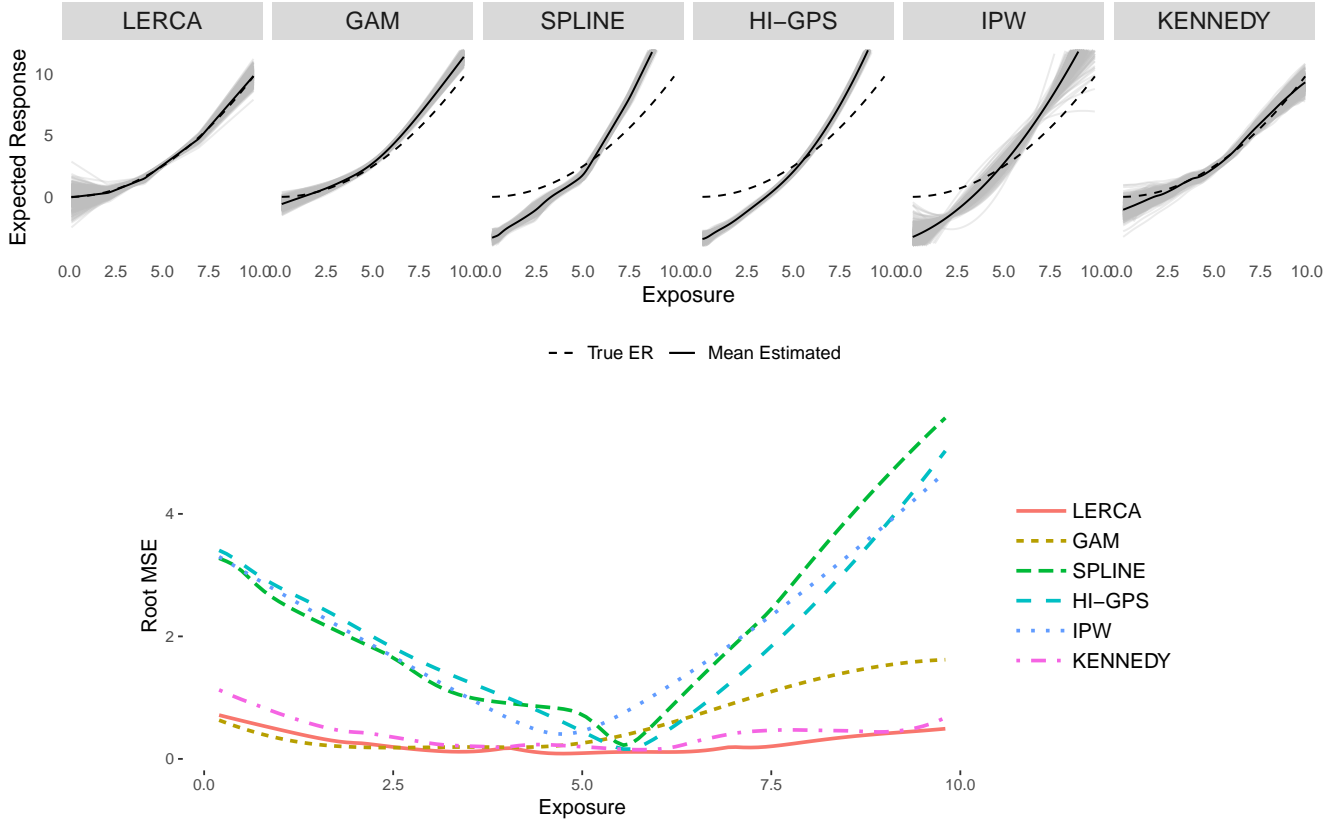 LERCA GAM SPLINE HI−GPS IPW KENNEDY
Expected Response
10
5
0
0.0 2.5 5.0 7.5 10.0 0.0 2.5 5.0 7.5 10.0 0.0 2.5 5.0 7.5 10.0 0.0 2.5 5.0 7.5 10.0 0.0 2.5 5.0 7.5 10.0 0.0 2.5 5.0 7.5 10.0
Exposure
True ER Mean Estimated
Root MSE
4
2
0
0.0 2.5 5.0 7.5 10.0
Exposure
LERCA
GAM
SPLINE
HI−GPS
IPW
KENNEDY